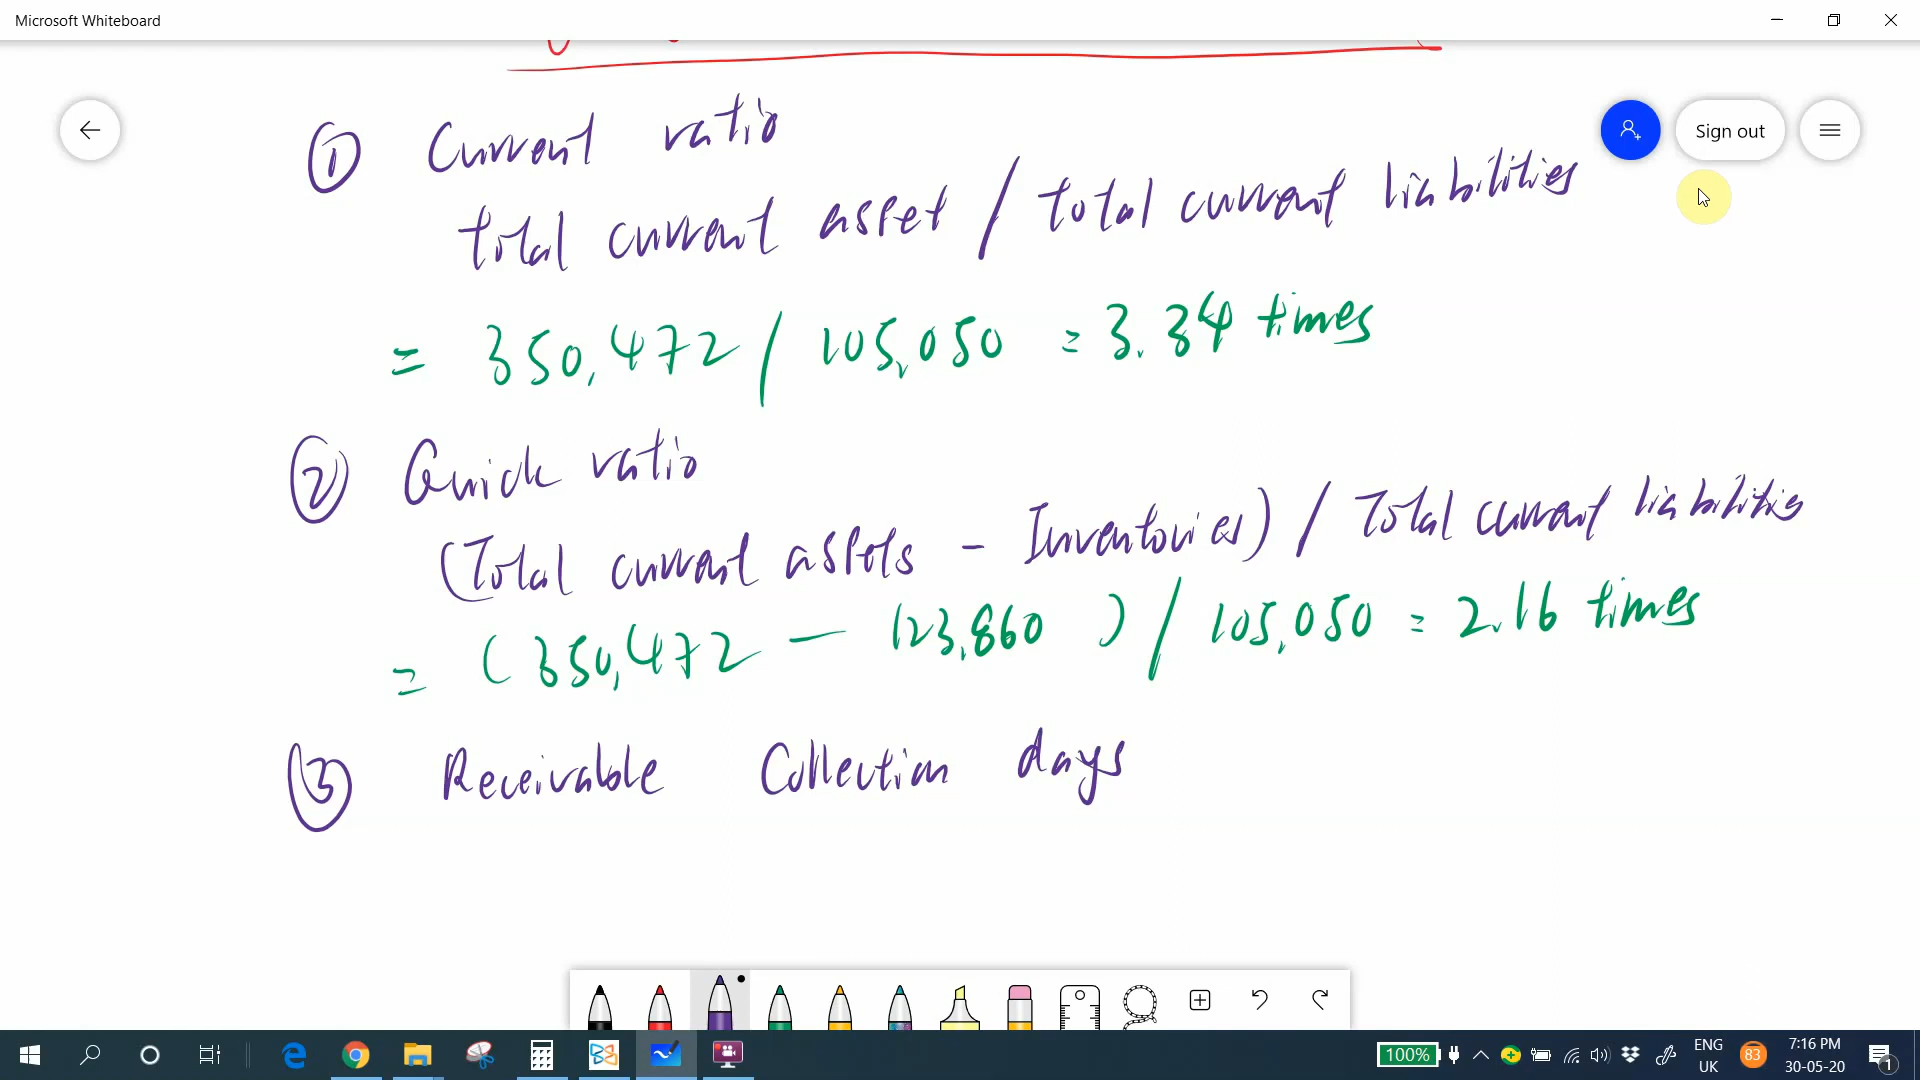 Microsoft Whiteboard
Sign out
① Current ratio
total current asset / total current liabilities
= 350,472 / 105,050 = 3.34 times
② Quick ratio
(Total current assets - Inventories) / Total current liabilities
= (350,472 - 123,860) / 105,050 = 2.16 times
③ Receivable Collection days
100%
ENG
UK
83
7:16 PM
30-05-20
1